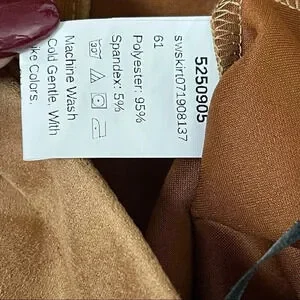 5250905
swskirt071908137
61
Polyester: 95%
Spandex: 5%
Machine Wash
Cold Gentle, With
ike Colors.